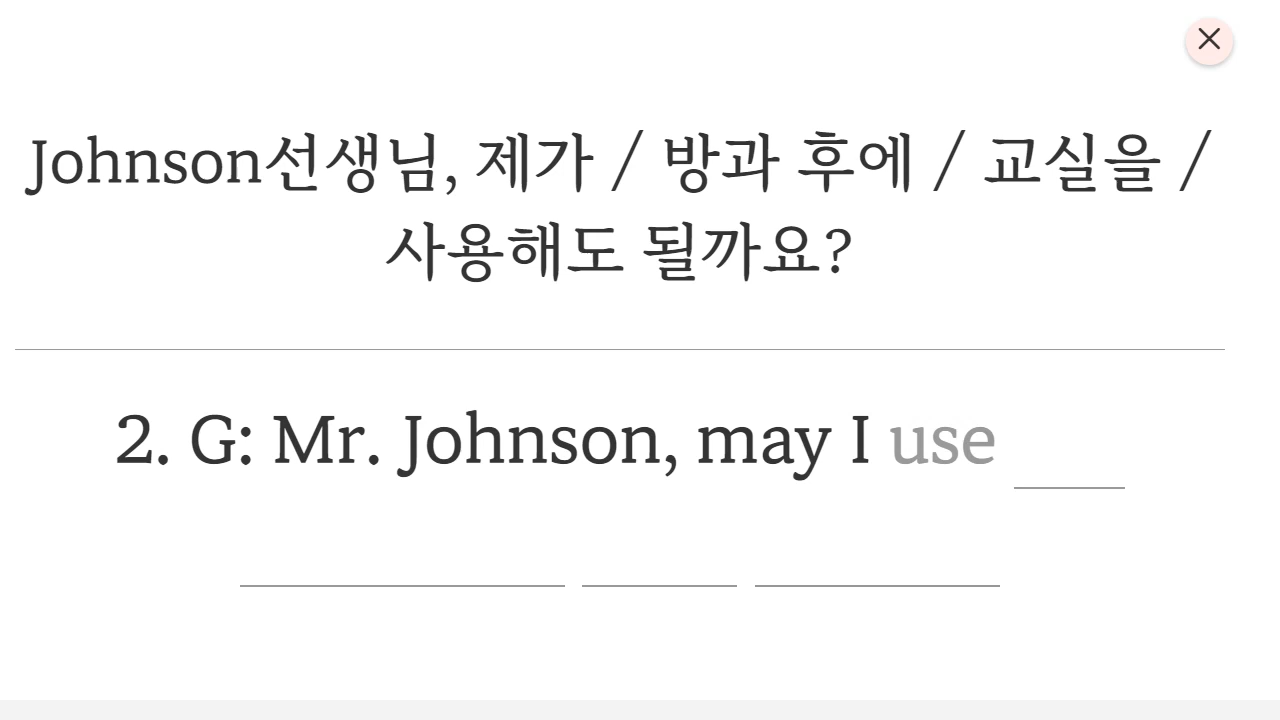 Johnson선생님, 제가 / 방과 후에 / 교실을 /
사용해도 될까요?
2. G: Mr. Johnson, may I use